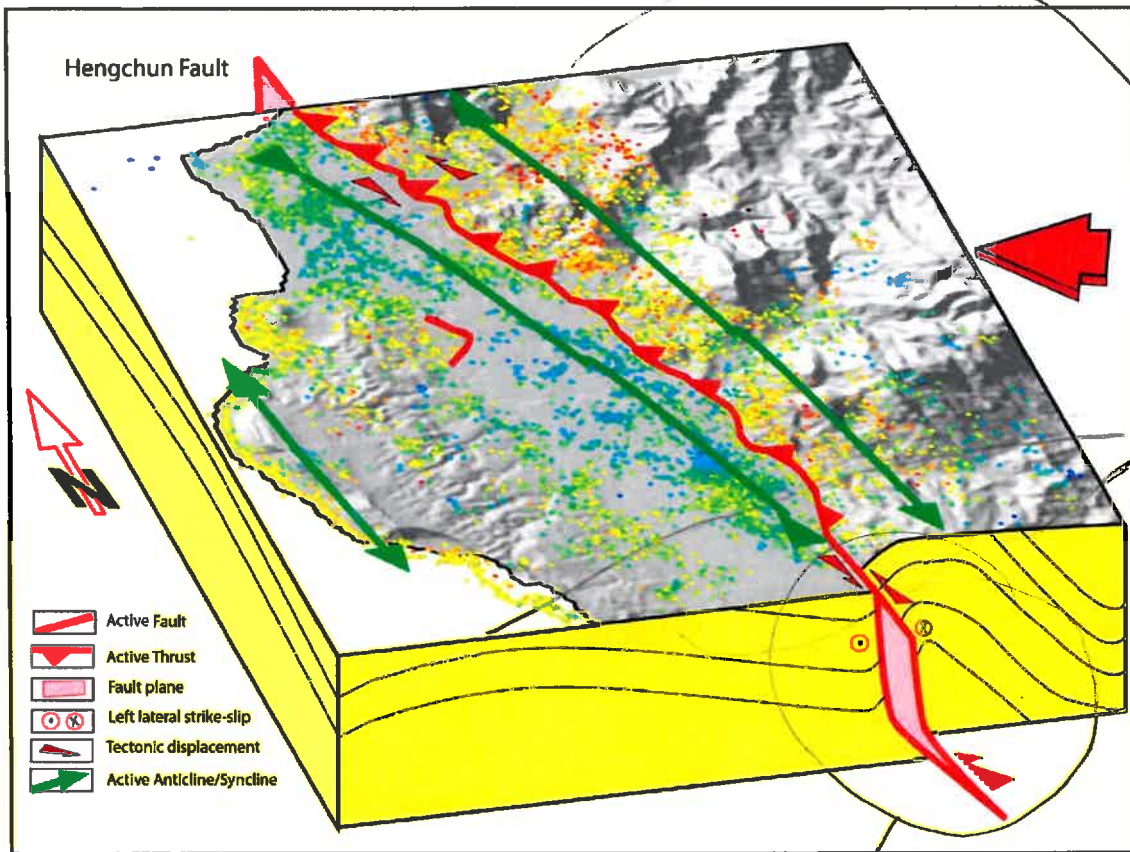 Hengchun Fault
N
Active Fault
Active Thrust
Fault plane
Left lateral strike-slip
Tectonic displacement
Active Anticline/Syncline